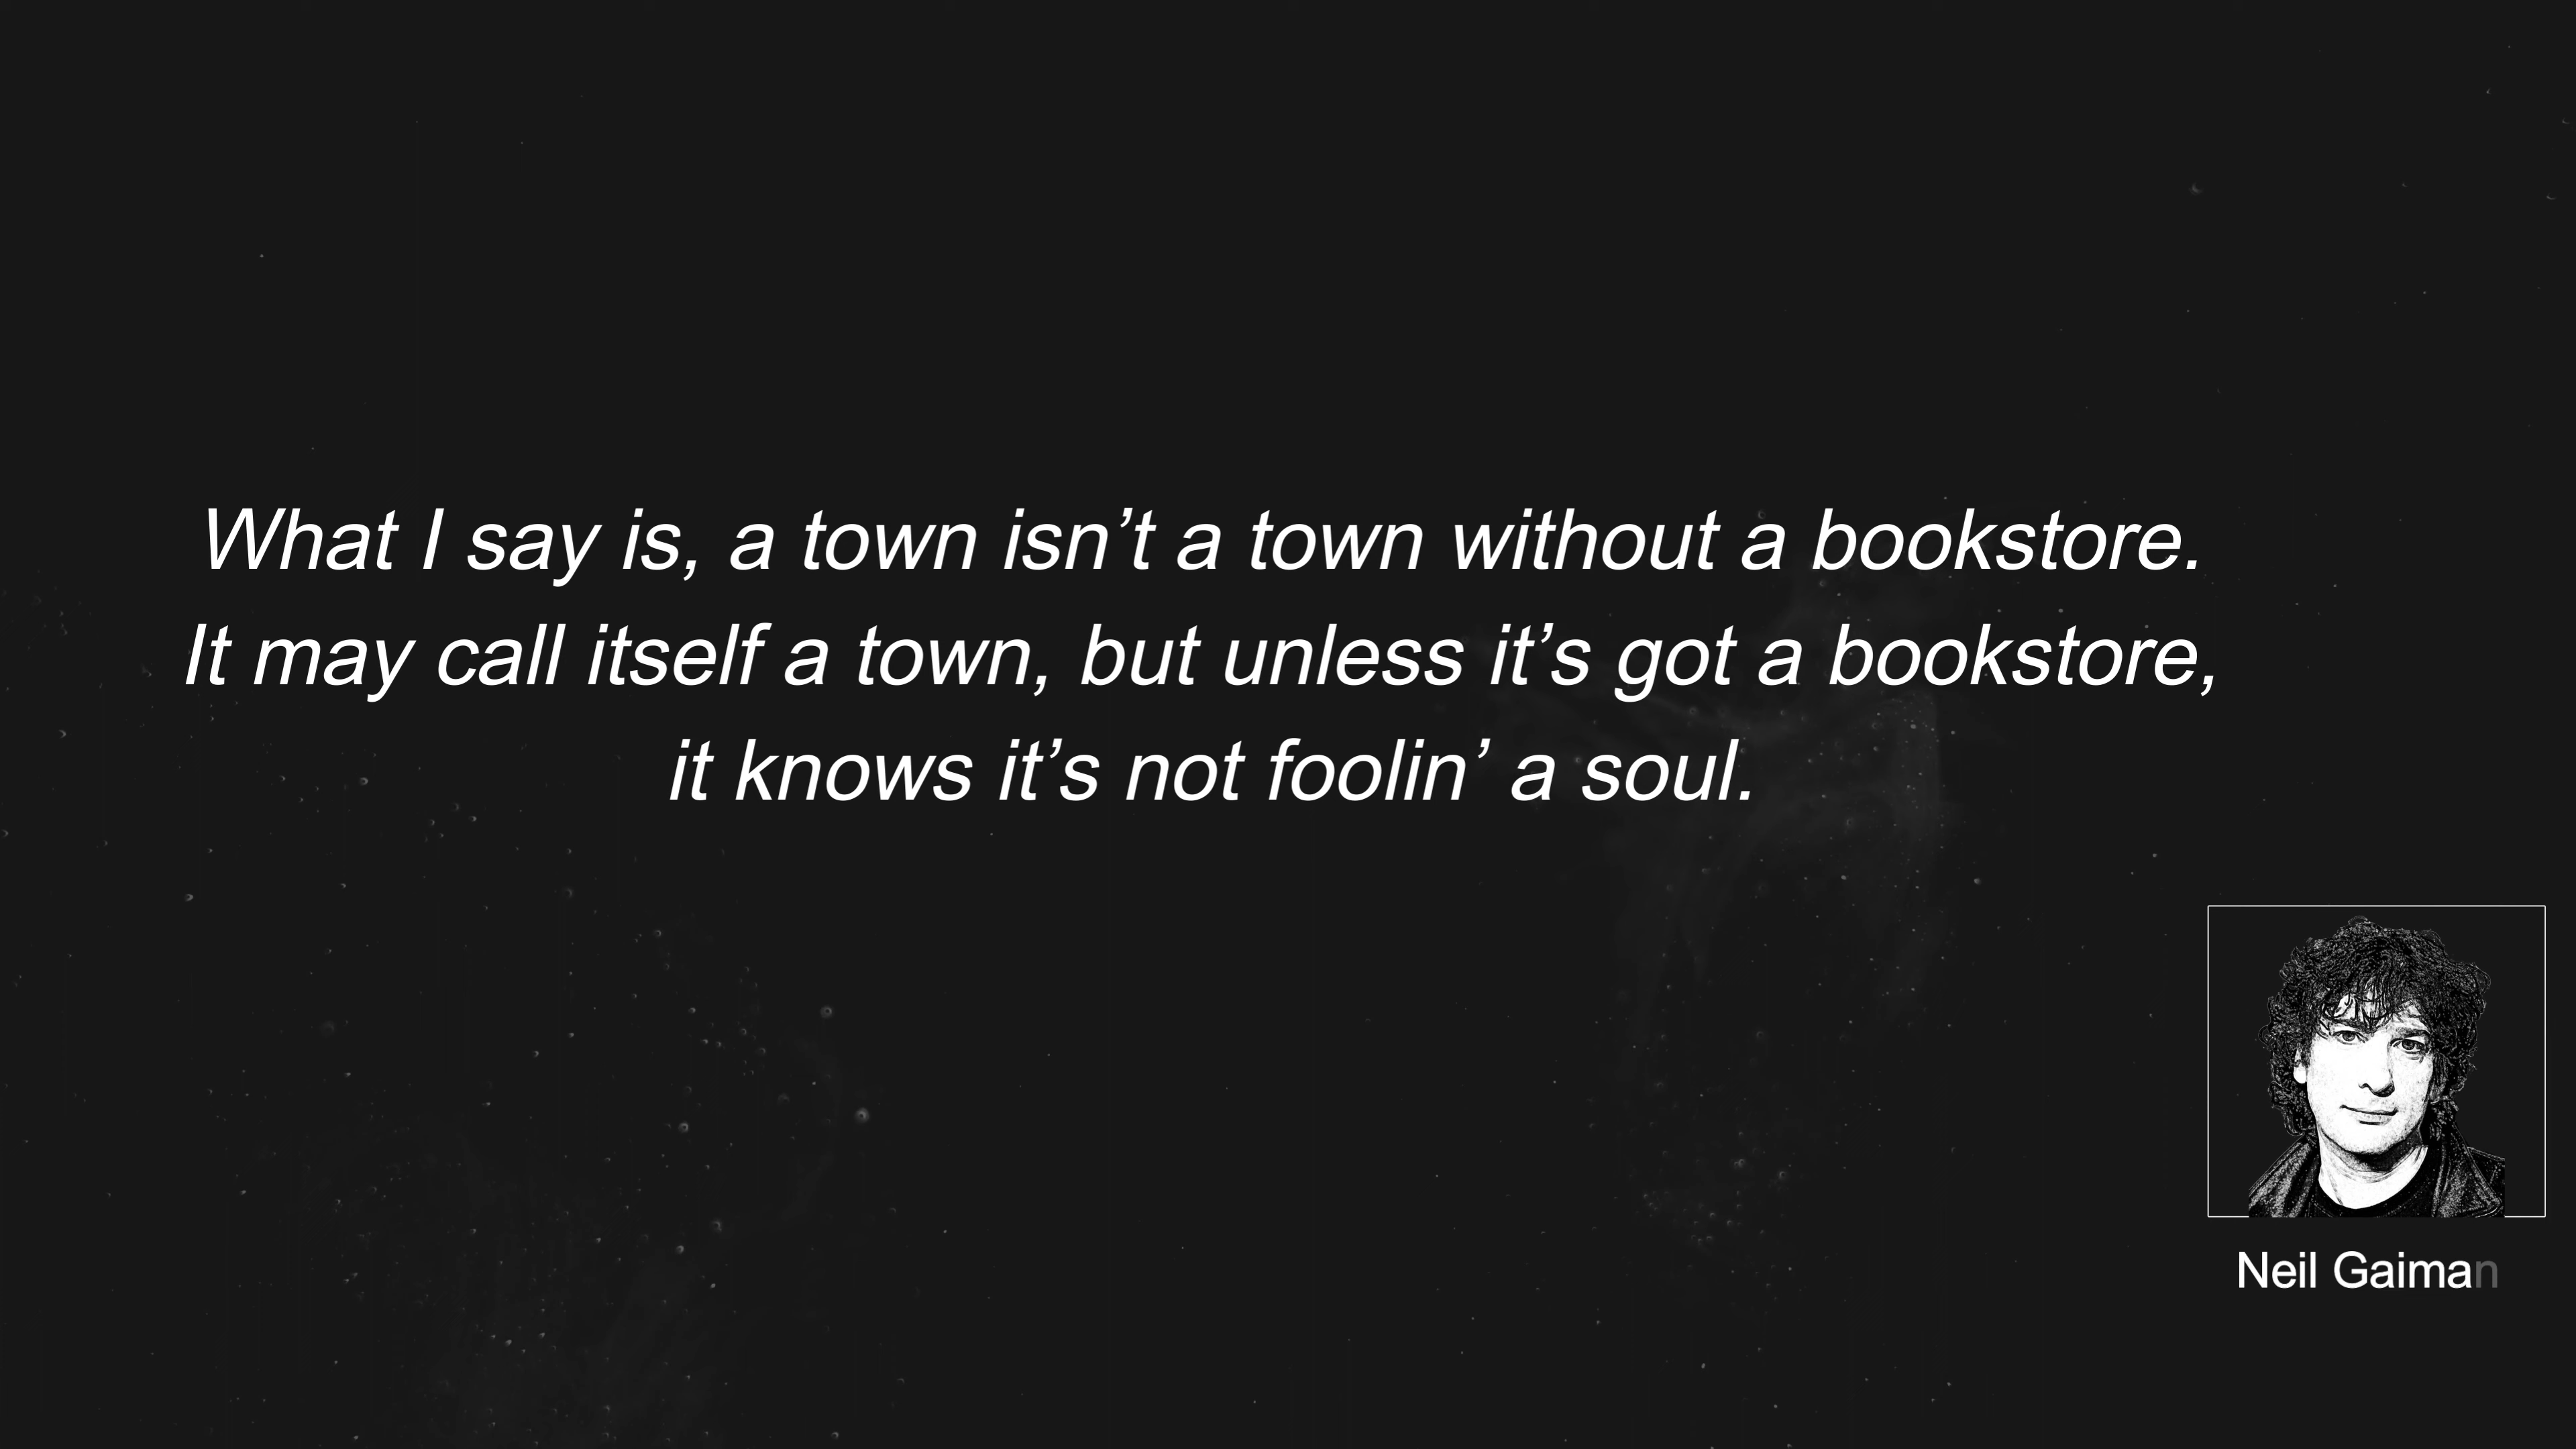 What I say is, a town isn’t a town without a bookstore.
It may call itself a town, but unless it’s got a bookstore,
it knows it’s not foolin’ a soul.
Neil Gaiman